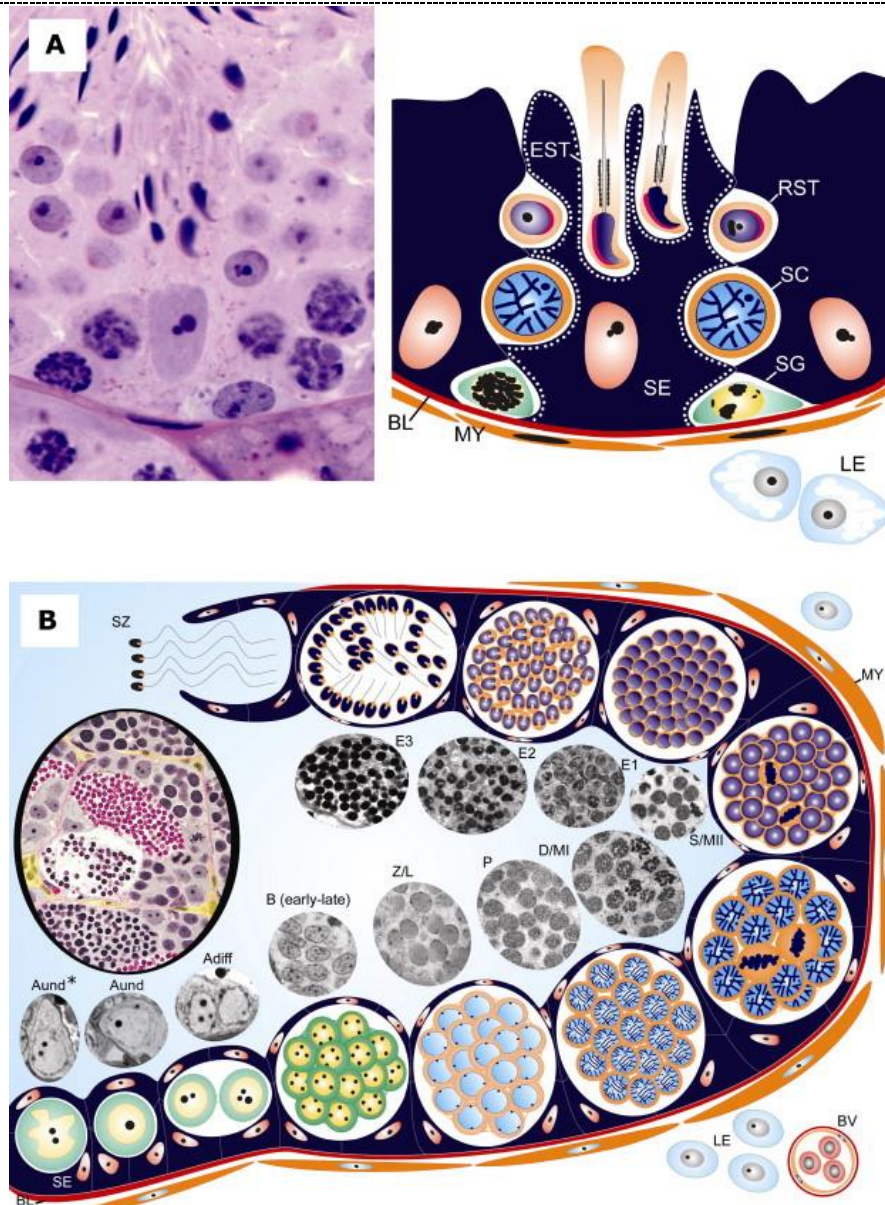 A
EST
RST
SC
SG
SE
BL
MY
LE
B
SZ
MY
E3
E2
E1
S/MII
D/MI
P
Z/L
B (early-late)
Adiff
Aund
Aund*
LE
BV
SE
BL